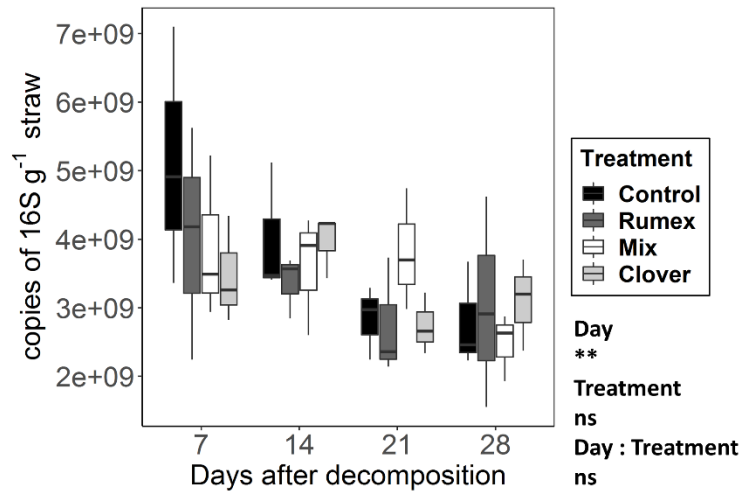 copies of 16S g⁻¹ straw
7e+09
6e+09
5e+09
4e+09
3e+09
2e+09
7 14 21 28
Days after decomposition
Treatment
Control
Rumex
Mix
Clover
Day
**
Treatment
ns
Day : Treatment
ns